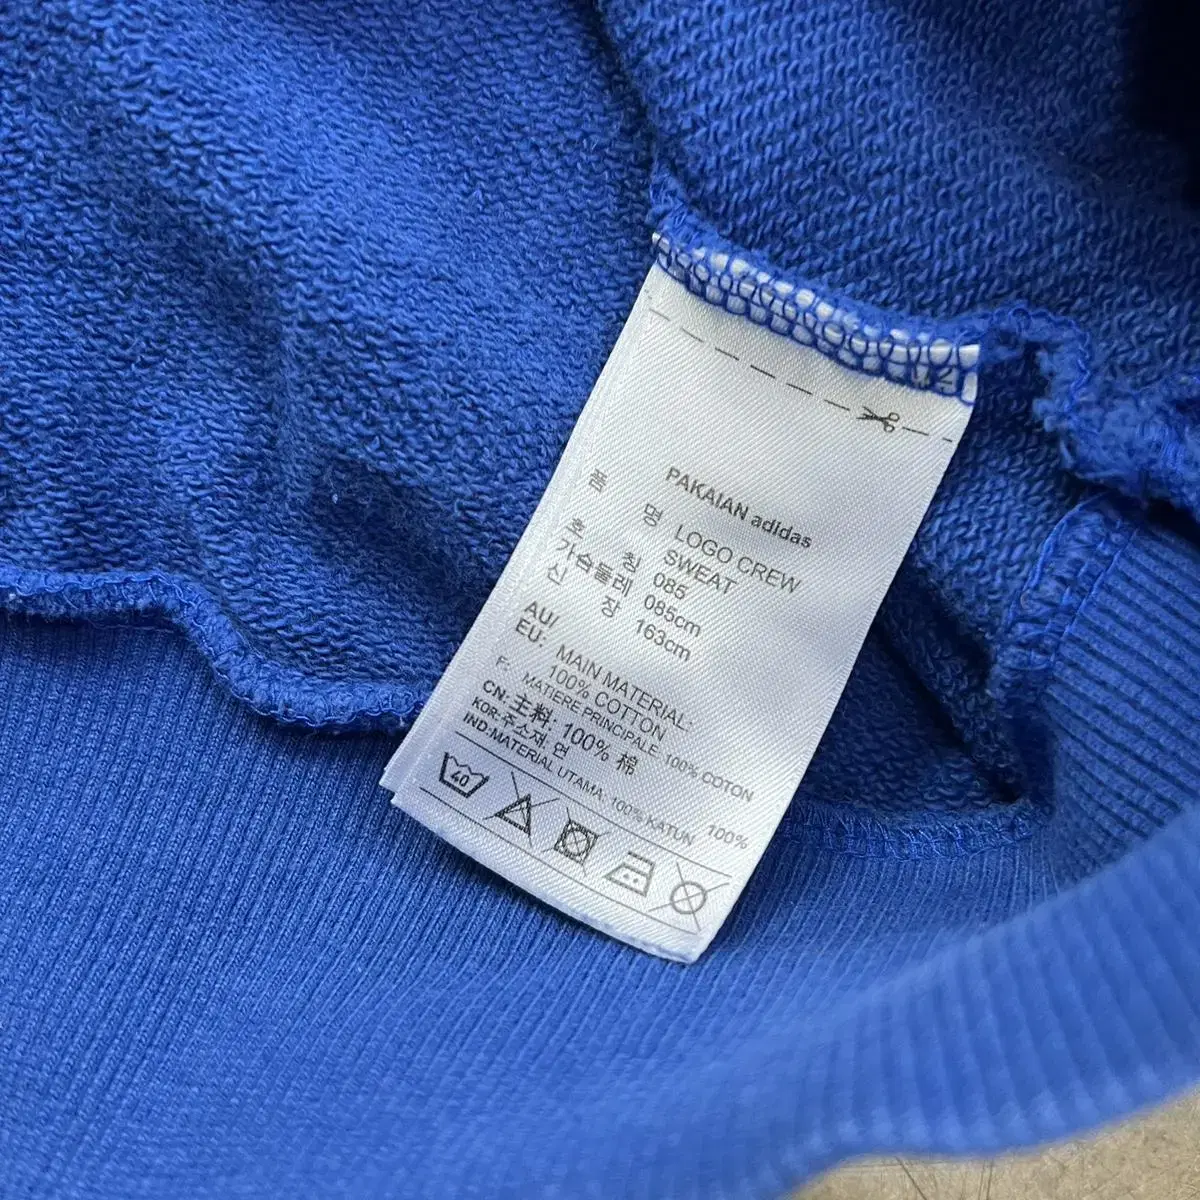 PAKAIAN adidas
품 명 LOGO CREW
SWEAT
호 칭 085
가슴둘레 085cm
신 장 163cm
AU/
EU: MAIN MATERIAL:
100% COTTON
F: MATIERE PRINCIPALE: 100% COTON
CN: 主料: 100% 棉
KOR: 주소재: 면 100%
IND: MATERIAL UTAMA: 100% KATUN
40